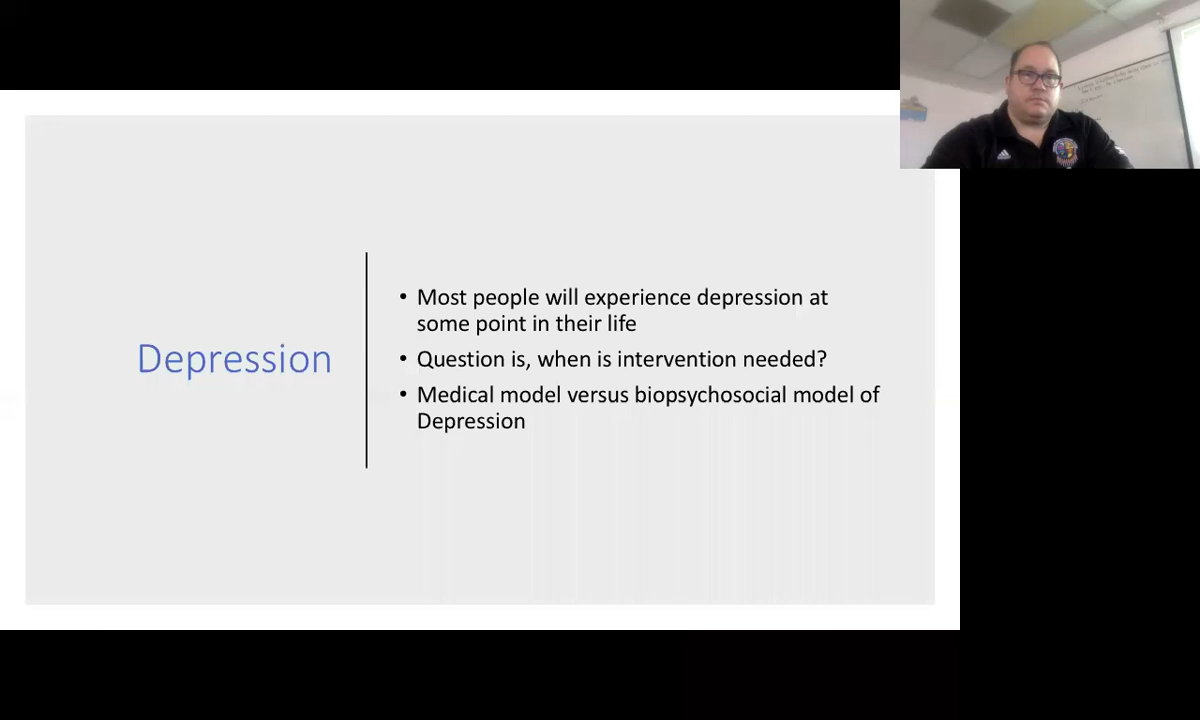 Depression
• Most people will experience depression at
some point in their life
• Question is, when is intervention needed?
• Medical model versus biopsychosocial model of
Depression